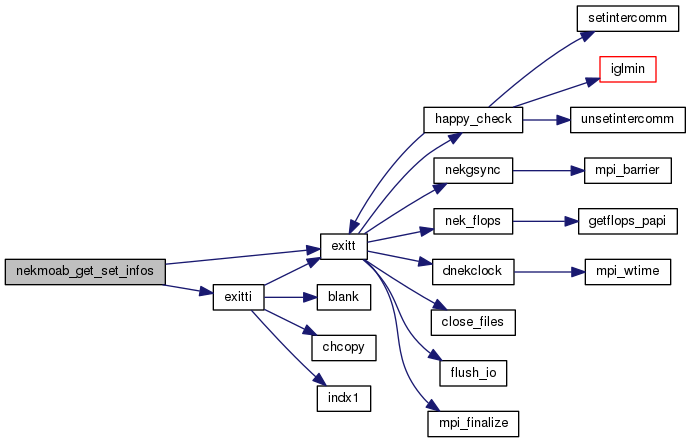 setintercomm
iglmin
happy_check
unsetintercomm
nekgsync
mpi_barrier
nek_flops
getflops_papi
exitt
nekmoab_get_set_infos
dnekclock
mpi_wtime
exitti
blank
close_files
chcopy
flush_io
indx1
mpi_finalize